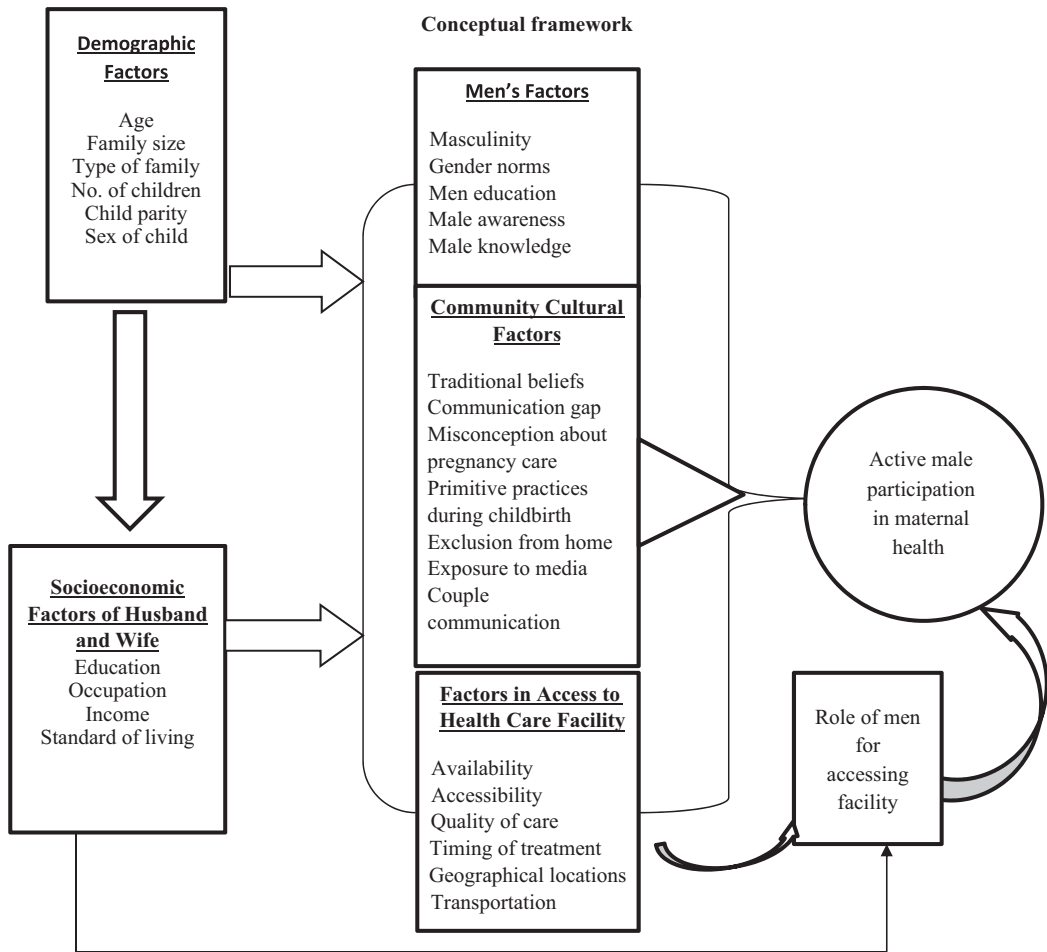 Conceptual framework
Demographic
Factors
Age
Family size
Type of family
No. of children
Child parity
Sex of child
Socioeconomic
Factors of Husband
and Wife
Education
Occupation
Income
Standard of living
Men's Factors
Masculinity
Gender norms
Men education
Male awareness
Male knowledge
Community Cultural
Factors
Traditional beliefs
Communication gap
Misconception about
pregnancy care
Primitive practices
during childbirth
Exclusion from home
Exposure to media
Couple
communication
Factors in Access to
Health Care Facility
Availability
Accessibility
Quality of care
Timing of treatment
Geographical locations
Transportation
Active male
participation
in maternal
health
Role of men
for
accessing
facility